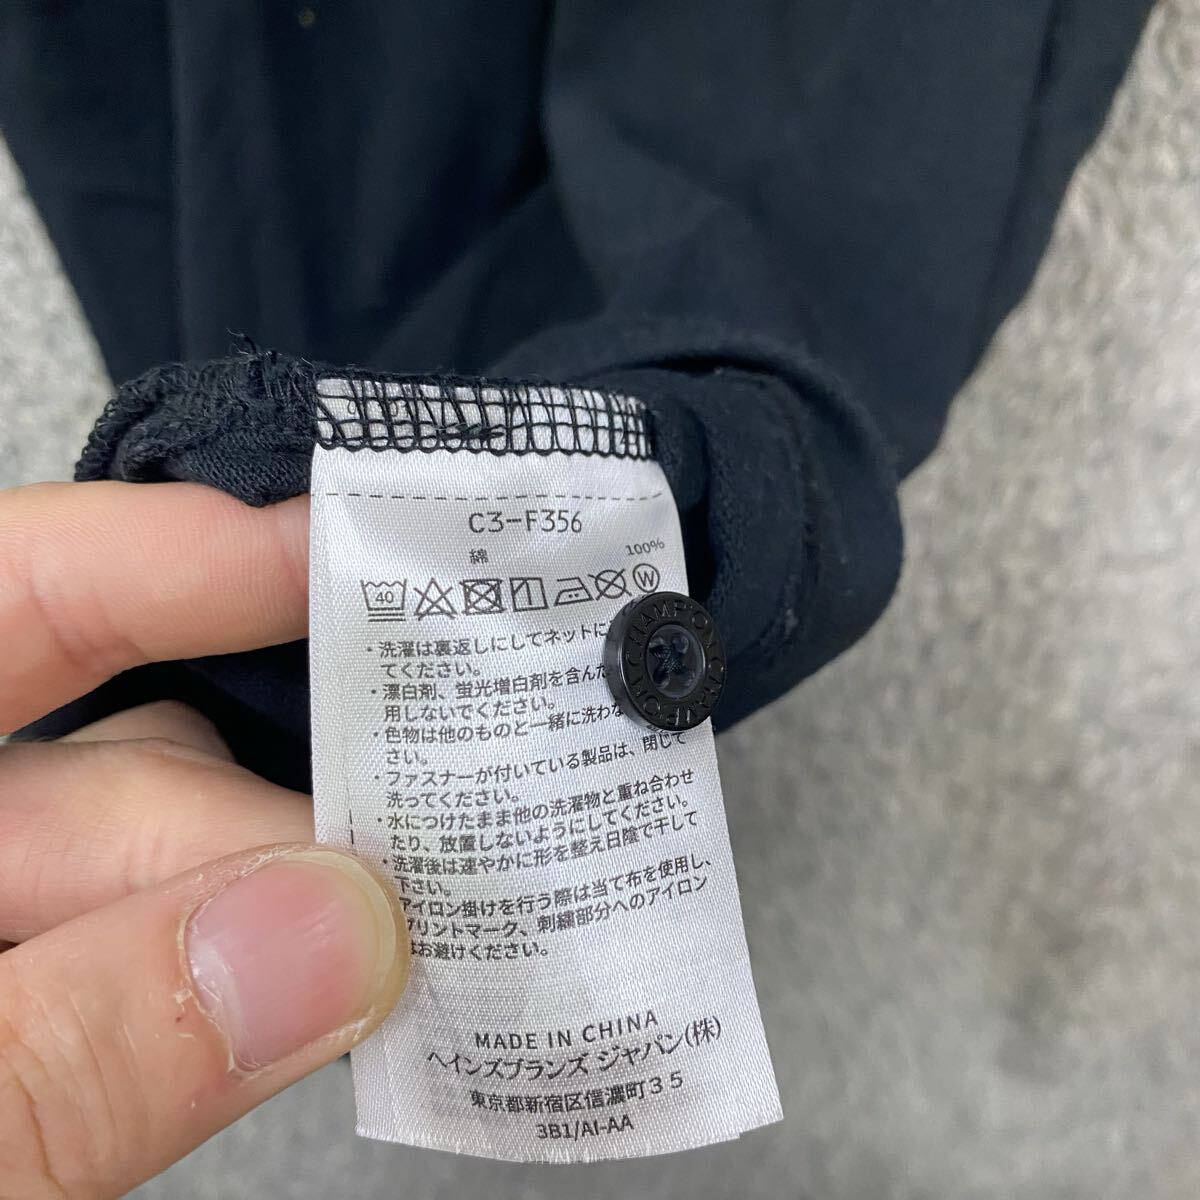 C3-F356
綿 100%
40 W
・洗濯は裏返しにしてネットに
てください。
・漂白剤、蛍光増白剤を含んだ
用しないでください。
・色物は他のものと一緒に洗わな
さい。
・ファスナーが付いている製品は、閉じて
洗ってください。
・水につけたまま他の洗濯物と重ね合わせ
たり、放置しないようにしてください。
・洗濯後は速やかに形を整え日陰で干して
下さい。
アイロン掛けを行う際は当て布を使用し、
プリントマーク、刺繍部分へのアイロン
はお避けください。
MADE IN CHINA
ヘインズブランズ ジャパン(株)
東京都新宿区信濃町35
3B1/AI-AA
CHAMPION CHAMPION